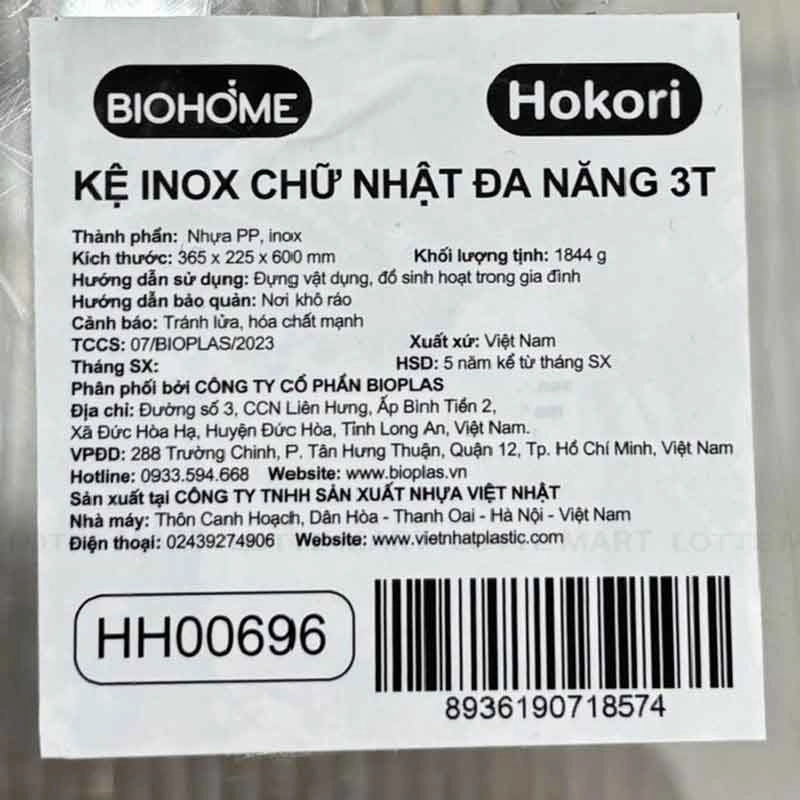 BIOHOME
Hokori
KỆ INOX CHỮ NHẬT ĐA NĂNG 3T
Thành phần: Nhựa PP, inox
Kích thước: 365 x 225 x 600 mm Khối lượng tịnh: 1844 g
Hướng dẫn sử dụng: Đựng vật dụng, đồ sinh hoạt trong gia đình
Hướng dẫn bảo quản: Nơi khô ráo
Cảnh báo: Tránh lửa, hóa chất mạnh
TCCS: 07/BIOPLAS/2023 Xuất xứ: Việt Nam
Tháng SX: HSD: 5 năm kể từ tháng SX
Phân phối bởi CÔNG TY CỔ PHẦN BIOPLAS
Địa chỉ: Đường số 3, CCN Liên Hưng, Ấp Bình Tiền 2,
Xã Đức Hòa Hạ, Huyện Đức Hòa, Tỉnh Long An, Việt Nam.
VPĐD: 288 Trường Chinh, P. Tân Hưng Thuận, Quận 12, Tp. Hồ Chí Minh, Việt Nam
Hotline: 0933.594.668 Website: www.bioplas.vn
Sản xuất tại CÔNG TY TNHH SẢN XUẤT NHỰA VIỆT NHẬT
Nhà máy: Thôn Canh Hoạch, Dân Hòa - Thanh Oai - Hà Nội - Việt Nam
Điện thoại: 02439274906 Website: www.vietnhatplastic.com
LOTTE MART LOTTE M
HH00696
8936190718574